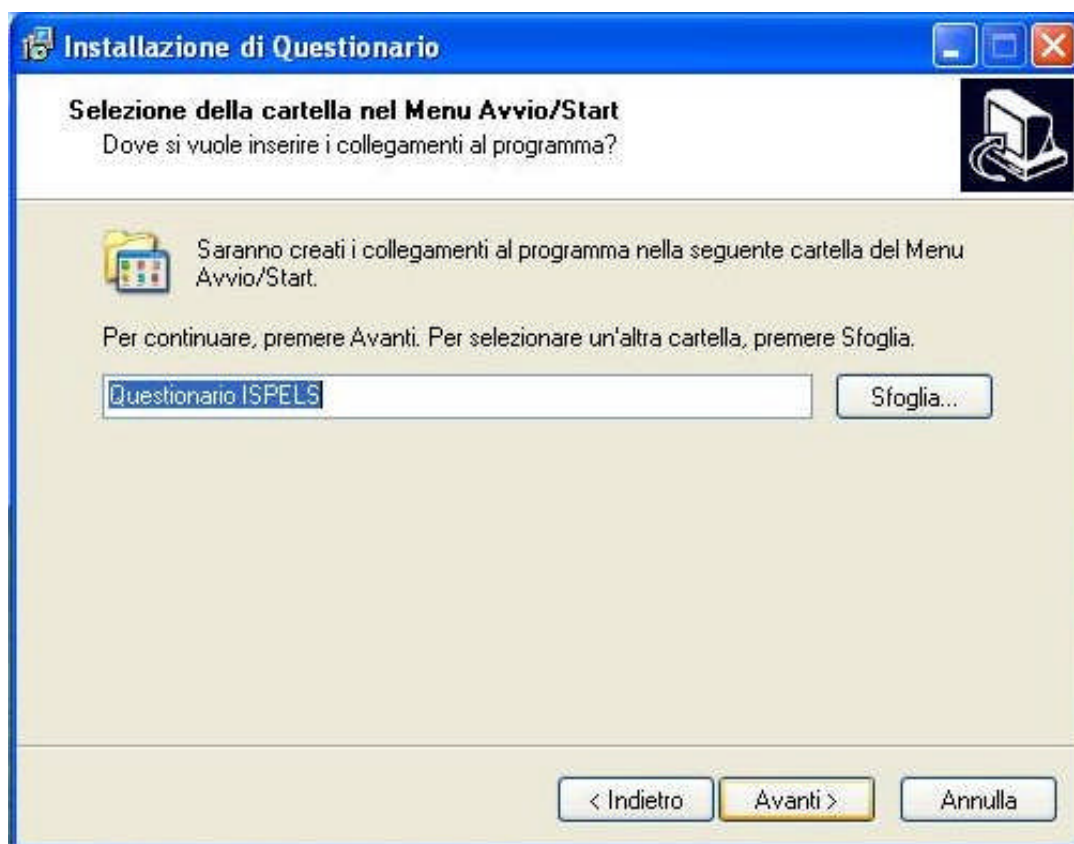 Installazione di Questionario
Selezione della cartella nel Menu Avvio/Start
Dove si vuole inserire i collegamenti al programma?
Saranno creati i collegamenti al programma nella seguente cartella del Menu
Avvio/Start.
Per continuare, premere Avanti. Per selezionare un'altra cartella, premere Sfoglia.
Questionario ISPELS
Sfoglia...
< Indietro
Avanti >
Annulla